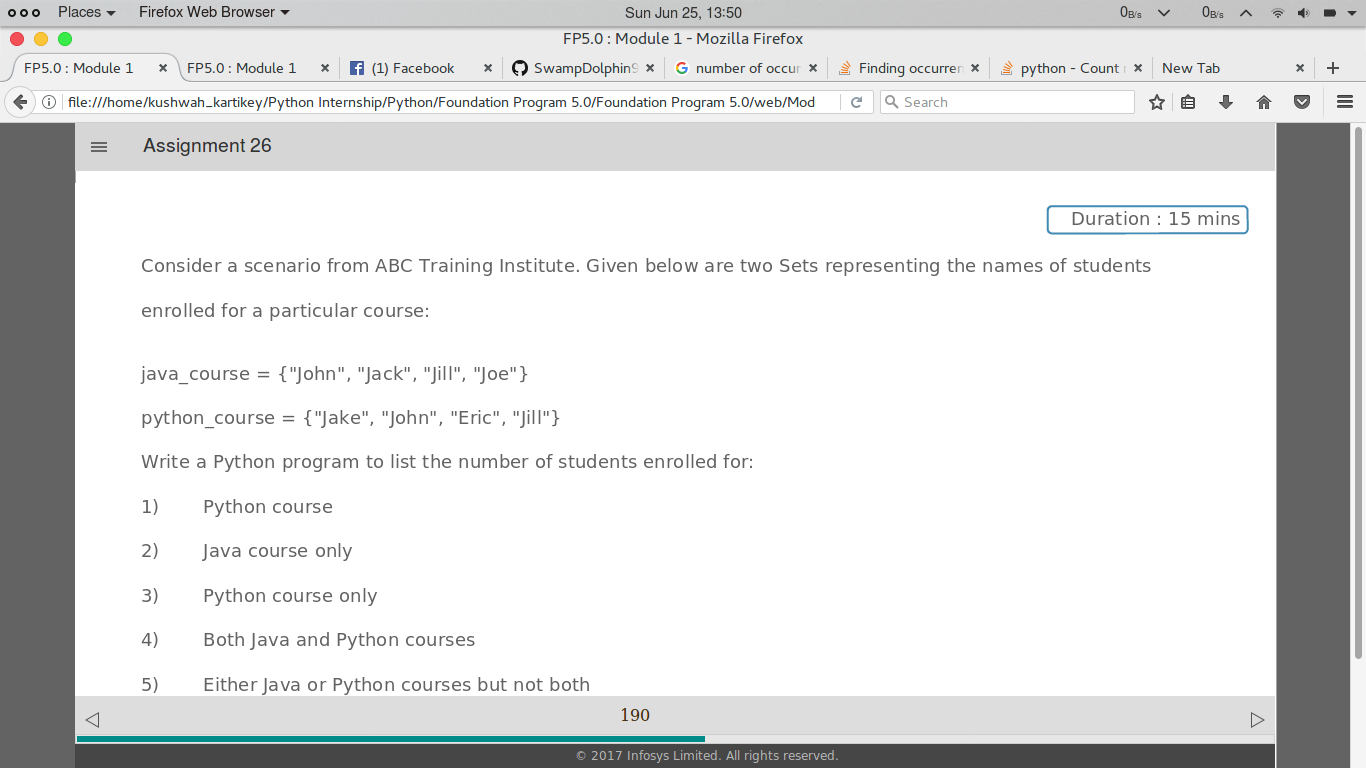 Places Firefox Web Browser Sun Jun 25, 13:50 0B/s 0B/s
FP5.0 : Module 1 - Mozilla Firefox
FP5.0 : Module 1 FP5.0 : Module 1 (1) Facebook SwampDolphin9 number of occur Finding occurren python - Count New Tab
file:///home/kushwah_kartikey/Python Internship/Python/Foundation Program 5.0/Foundation Program 5.0/web/Mod Search
Assignment 26
Duration : 15 mins
Consider a scenario from ABC Training Institute. Given below are two Sets representing the names of students
enrolled for a particular course:
java_course = {"John", "Jack", "Jill", "Joe"}
python_course = {"Jake", "John", "Eric", "Jill"}
Write a Python program to list the number of students enrolled for:
1) Python course
2) Java course only
3) Python course only
4) Both Java and Python courses
5) Either Java or Python courses but not both
190
© 2017 Infosys Limited. All rights reserved.